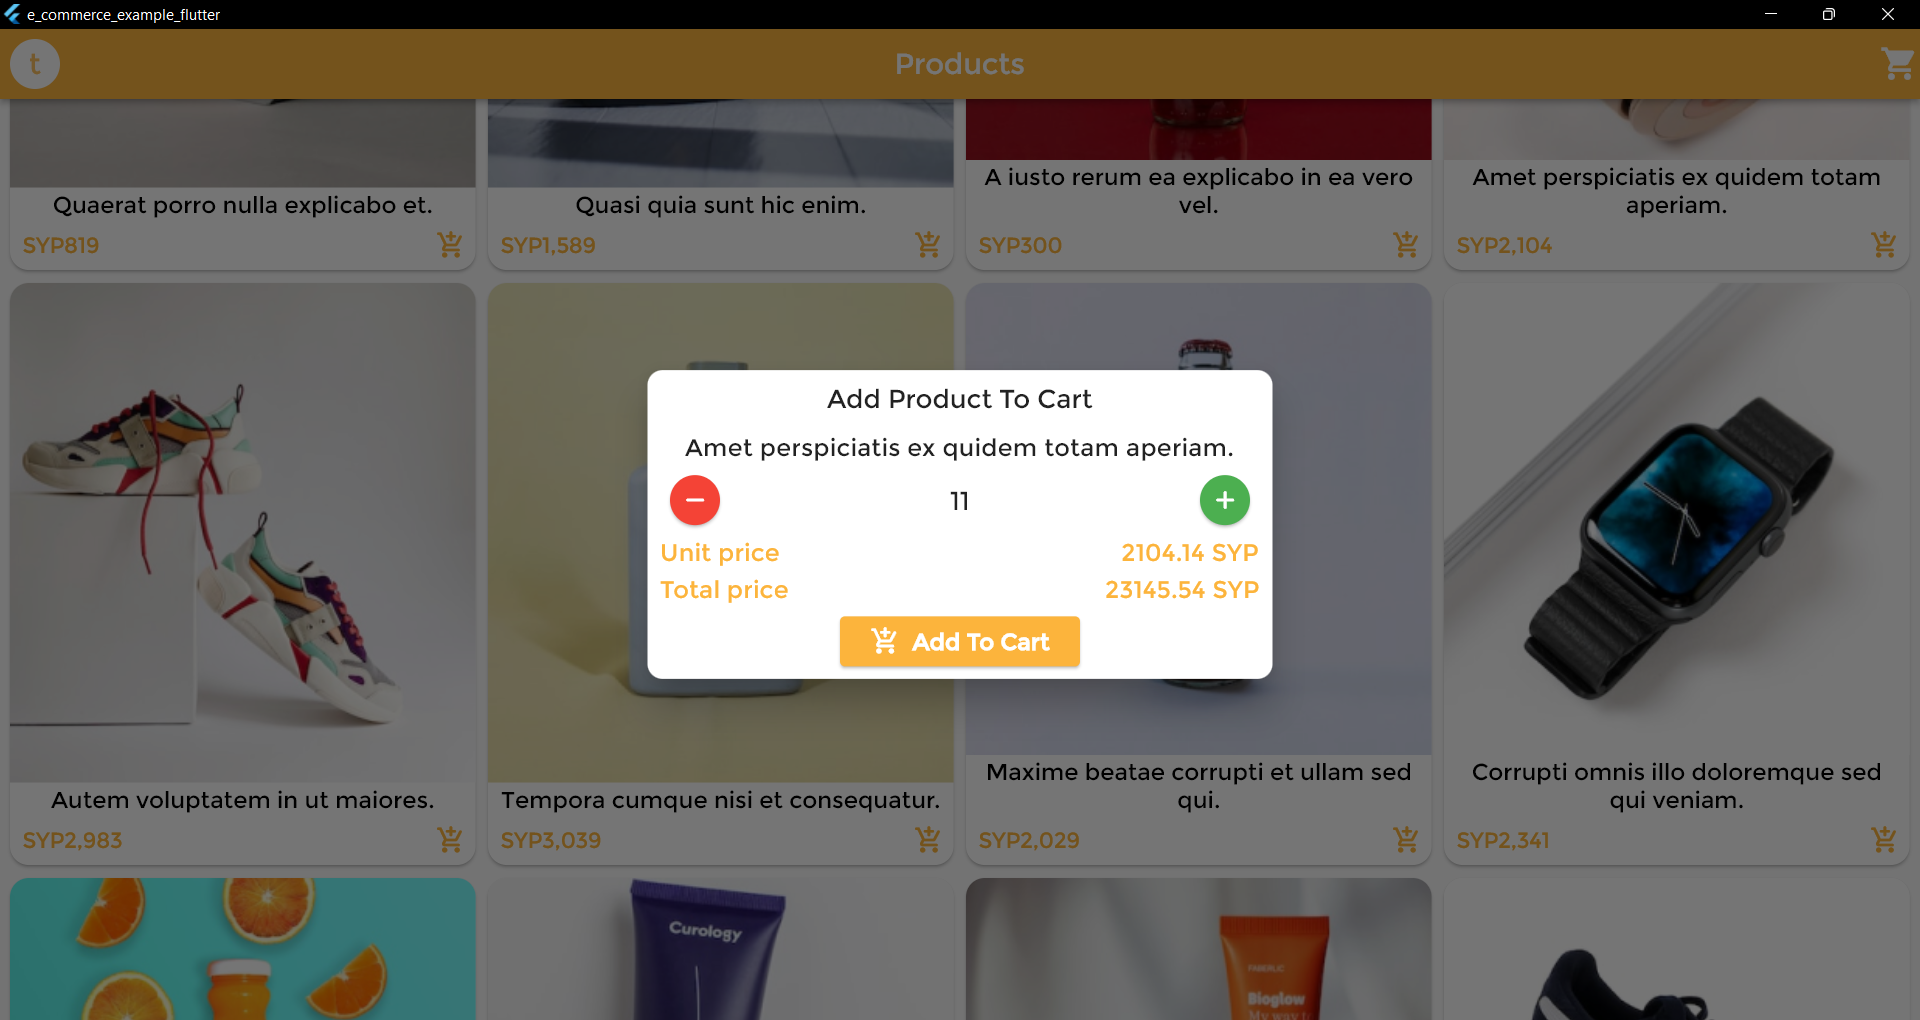 e_commerce_example_flutter
t
Products
Quaerat porro nulla explicabo et.
SYP819
Quasi quia sunt hic enim.
SYP1,589
A iusto rerum ea explicabo in ea vero
vel.
SYP300
Amet perspiciatis ex quidem totam
aperiam.
SYP2,104
Add Product To Cart
Amet perspiciatis ex quidem totam aperiam.
11
Unit price
2104.14 SYP
Total price
23145.54 SYP
Add To Cart
Autem voluptatem in ut maiores.
SYP2,983
Tempora cumque nisi et consequatur.
SYP3,039
Maxime beatae corrupti et ullam sed
qui.
SYP2,029
Corrupti omnis illo doloremque sed
qui veniam.
SYP2,341
Curology
FABERLIC
Bioglow
My way t